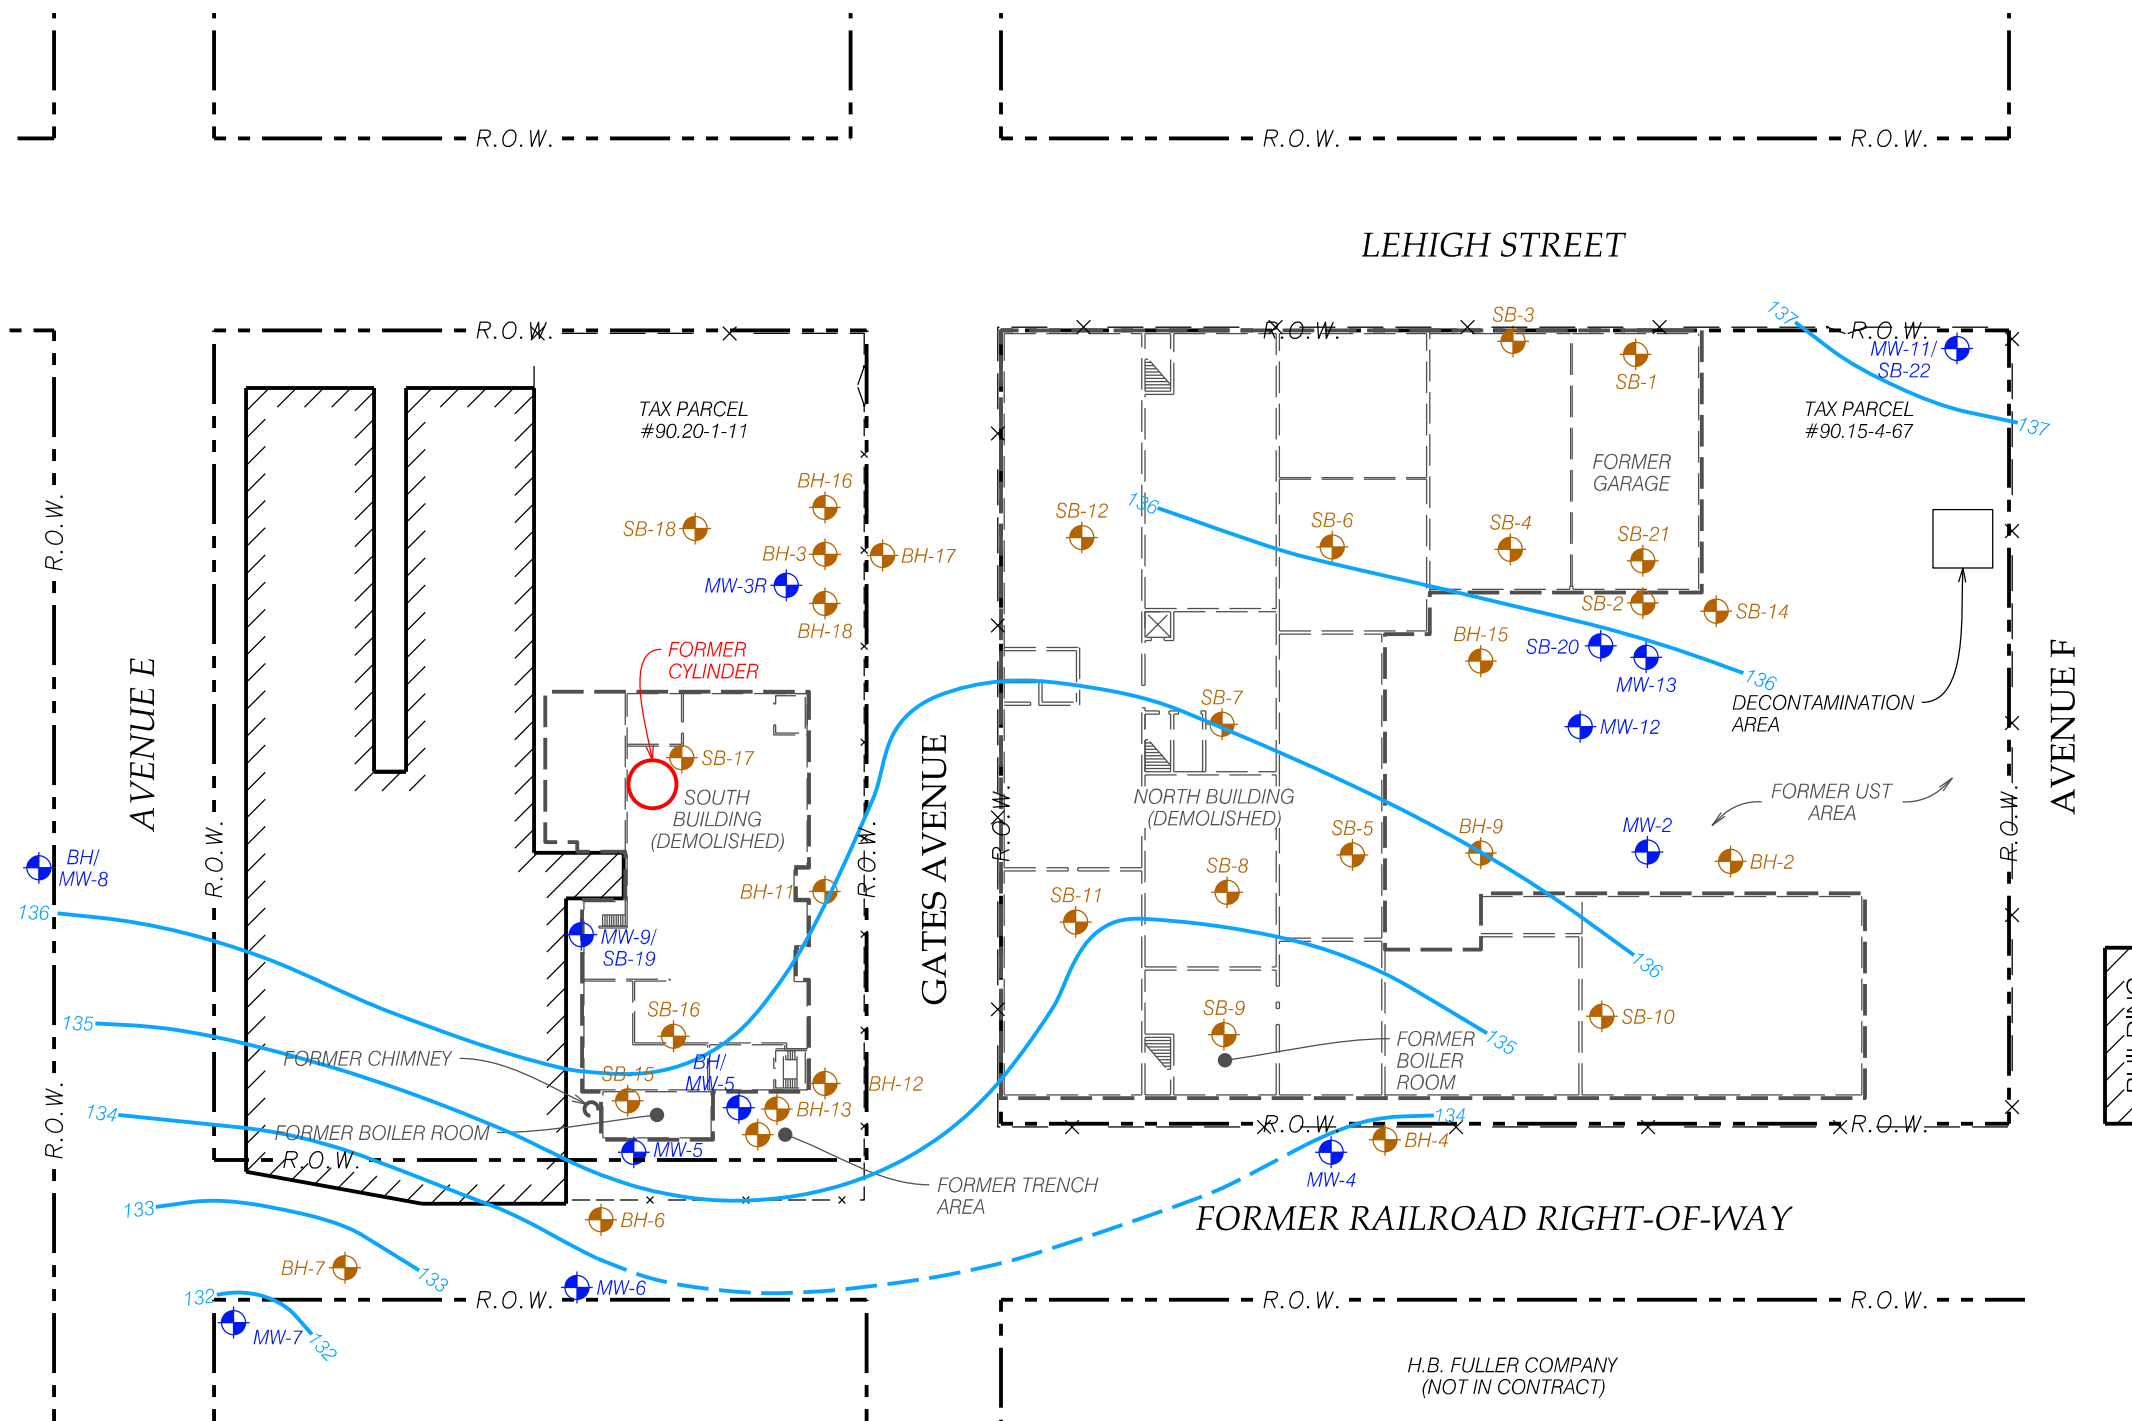 R.O.W.
R.O.W.
R.O.W.
LEHIGH STREET
R.O.W.
R.O.W.
R.O.W.
137
SB-3
SB-1
MW-11/
SB-22
TAX PARCEL
#90.20-1-11
TAX PARCEL
#90.15-4-67
137
FORMER
GARAGE
BH-16
136
SB-18
SB-12
SB-6
SB-4
SB-21
R.O.W.
BH-3
BH-17
MW-3R
SB-2
SB-14
BH-18
BH-15
SB-20
MW-13
136
FORMER
CYLINDER
DECONTAMINATION
AREA
SB-7
MW-12
AVENUE E
GATES AVENUE
AVENUE F
SB-17
SOUTH
BUILDING
(DEMOLISHED)
NORTH BUILDING
(DEMOLISHED)
FORMER UST
AREA
R.O.W.
R.O.W.
R.O.W.
R.O.W.
SB-5
BH-9
MW-2
BH-2
BH/
MW-8
SB-8
BH-11
136
SB-11
MW-9/
SB-19
136
135
SB-16
SB-9
SB-10
135
FORMER
BOILER
ROOM
FORMER CHIMNEY
BH/
MW-5
SB-15
BH-12
R.O.W.
134
BH-13
134
FORMER BOILER ROOM
R.O.W.
R.O.W.
BH-4
R.O.W.
MW-5
MW-4
FORMER TRENCH
AREA
133
BH-6
FORMER RAILROAD RIGHT-OF-WAY
BH-7
133
MW-6
132
R.O.W.
R.O.W.
R.O.W.
MW-7
132
H.B. FULLER COMPANY
(NOT IN CONTRACT)